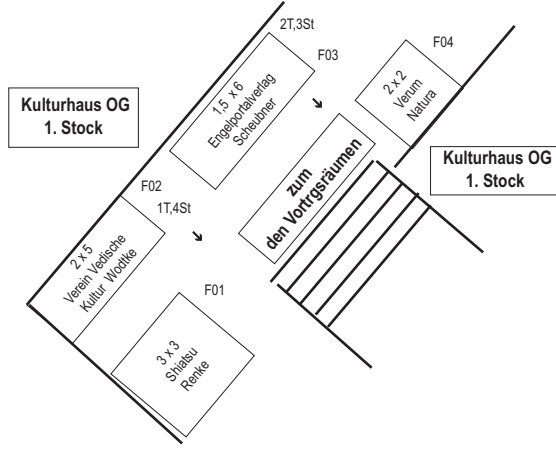 2T,3St
F03
F04
1,5 x 6
Engelportalverlag
Scheubner
2 x 2
Verum
Natura
Kulturhaus OG
1. Stock
zum
den Vortrgsräumen
Kulturhaus OG
1. Stock
F02
1T,4St
2 x 5
Verein Vedische
Kultur Wodtke
F01
3 x 3
Shiatsu
Renke